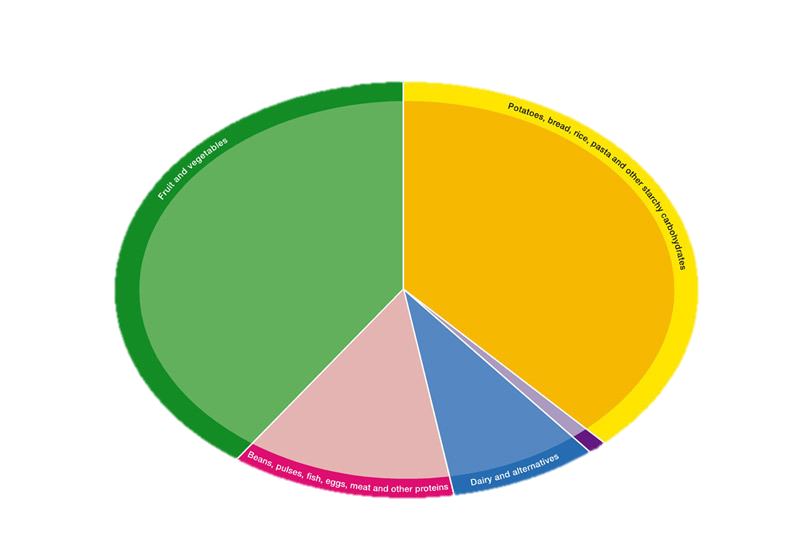 Fruit and vegetables
Potatoes, bread, rice, pasta and other starchy carbohydrates
Beans, pulses, fish, eggs, meat and other proteins
Dairy and alternatives